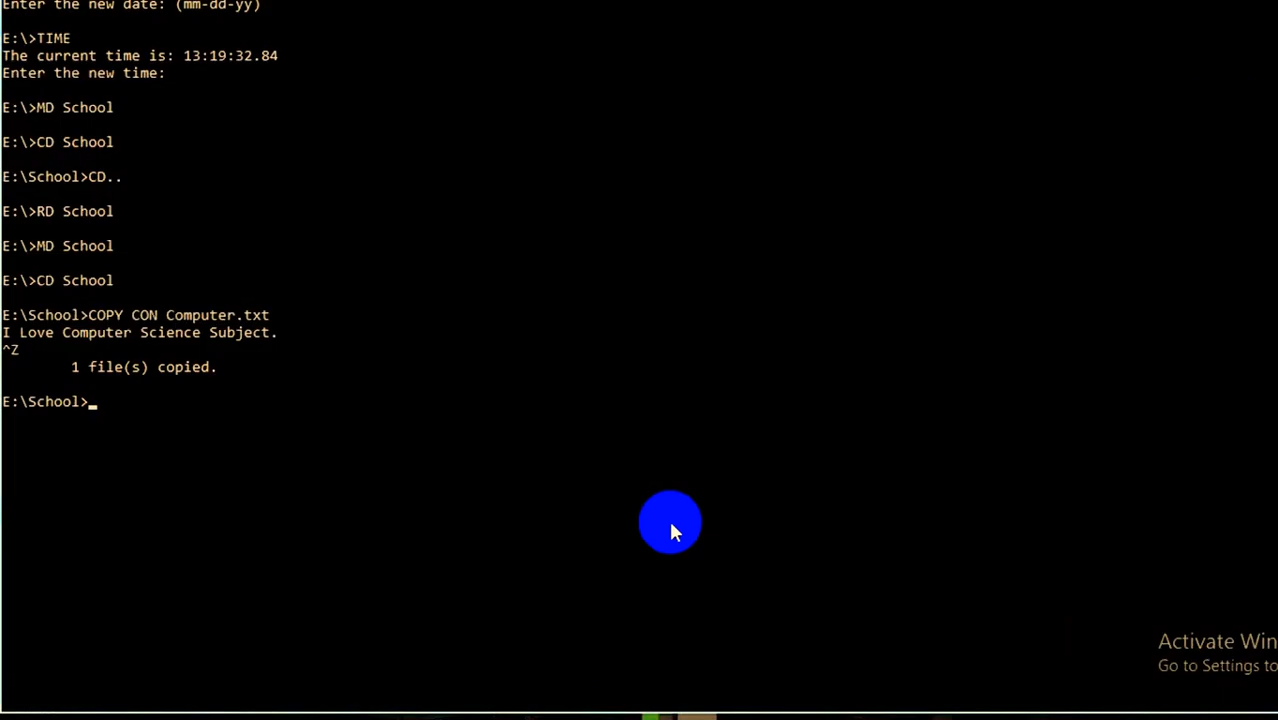 Enter the new date: (mm-dd-yy)
E:\>TIME
The current time is: 13:19:32.84
Enter the new time:
E:\>MD School
E:\>CD School
E:\School>CD..
E:\>RD School
E:\>MD School
E:\>CD School
E:\School>COPY CON Computer.txt
I Love Computer Science Subject.
^Z
1 file(s) copied.
E:\School>_
Activate Win
Go to Settings to